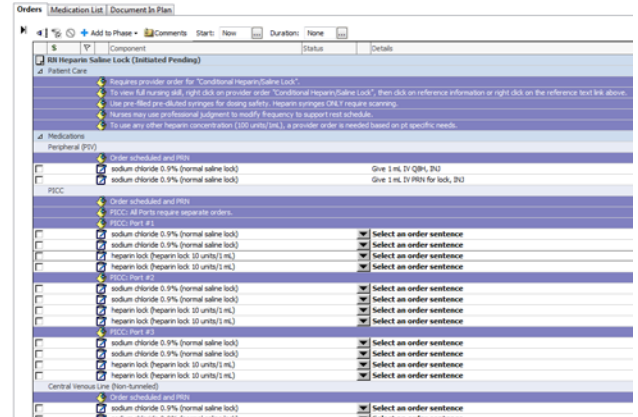 Orders Medication List Document In Plan
+ Add to Phase Comments Start: Now ... Duration: None ...
$ Component Status Details
RN Heparin Saline Lock (Initiated Pending)
Patient Care
Requires provider order for "Conditional Heparin/Saline Lock".
To view full nursing skill, right click on provider order "Conditional Heparin/Saline Lock", then click on reference information or right click on the reference text link above.
Use pre-filled pre-diluted syringes for dosing safety. Heparin syringes ONLY require scanning.
Nurses may use professional judgment to modify frequency to support rest schedule.
To use any other heparin concentration (100 units/1mL), a provider order is needed based on pt specific needs.
Medications
Peripheral (PIV)
Order scheduled and PRN
sodium chloride 0.9% (normal saline lock) Give 1 mL IV Q8H, INJ
sodium chloride 0.9% (normal saline lock) Give 1 mL IV PRN for lock, INJ
PICC
Order scheduled and PRN
PICC: All Ports require separate orders.
PICC: Port #1
sodium chloride 0.9% (normal saline lock) Select an order sentence
sodium chloride 0.9% (normal saline lock) Select an order sentence
heparin lock (heparin lock 10 units/1 mL) Select an order sentence
heparin lock (heparin lock 10 units/1 mL) Select an order sentence
PICC: Port #2
sodium chloride 0.9% (normal saline lock) Select an order sentence
sodium chloride 0.9% (normal saline lock) Select an order sentence
heparin lock (heparin lock 10 units/1 mL) Select an order sentence
heparin lock (heparin lock 10 units/1 mL) Select an order sentence
PICC: Port #3
sodium chloride 0.9% (normal saline lock) Select an order sentence
sodium chloride 0.9% (normal saline lock) Select an order sentence
heparin lock (heparin lock 10 units/1 mL) Select an order sentence
heparin lock (heparin lock 10 units/1 mL) Select an order sentence
Central Venous Line (Non-tunneled)
Order scheduled and PRN
sodium chloride 0.9% (normal saline lock) Select an order sentence